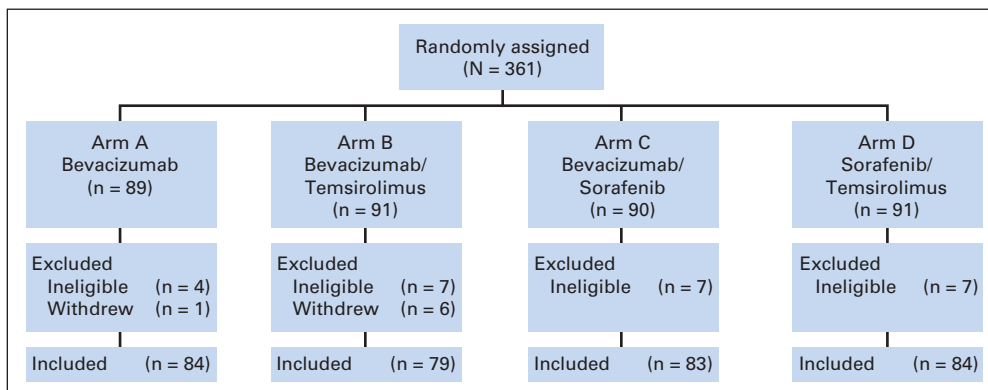 Randomly assigned
(N = 361)
Arm A
Bevacizumab
(n = 89)
Arm B
Bevacizumab/
Temsirolimus
(n = 91)
Arm C
Bevacizumab/
Sorafenib
(n = 90)
Arm D
Sorafenib/
Temsirolimus
(n = 91)
Excluded
Ineligible (n = 4)
Withdrew (n = 1)
Excluded
Ineligible (n = 7)
Withdrew (n = 6)
Excluded
Ineligible (n = 7)
Excluded
Ineligible (n = 7)
Included (n = 84)
Included (n = 79)
Included (n = 83)
Included (n = 84)